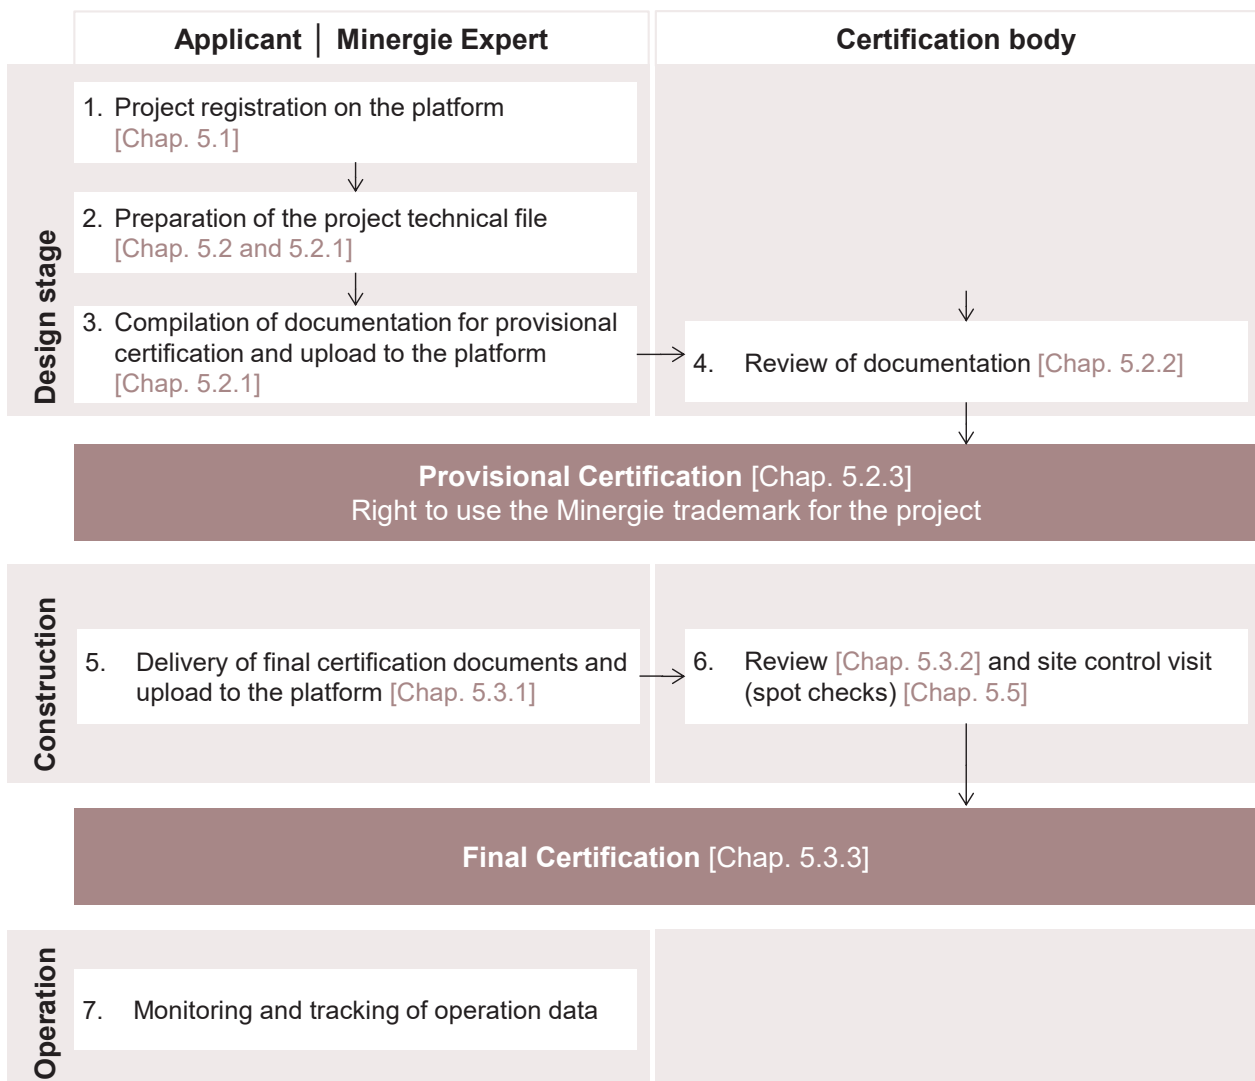 Applicant | Minergie Expert
Certification body
Design stage
1. Project registration on the platform
[Chap. 5.1]
2. Preparation of the project technical file
[Chap. 5.2 and 5.2.1]
3. Compilation of documentation for provisional
certification and upload to the platform
[Chap. 5.2.1]
4. Review of documentation [Chap. 5.2.2]
Provisional Certification [Chap. 5.2.3]
Right to use the Minergie trademark for the project
Construction
5. Delivery of final certification documents and
upload to the platform [Chap. 5.3.1]
6. Review [Chap. 5.3.2] and site control visit
(spot checks) [Chap. 5.5]
Final Certification [Chap. 5.3.3]
Operation
7. Monitoring and tracking of operation data